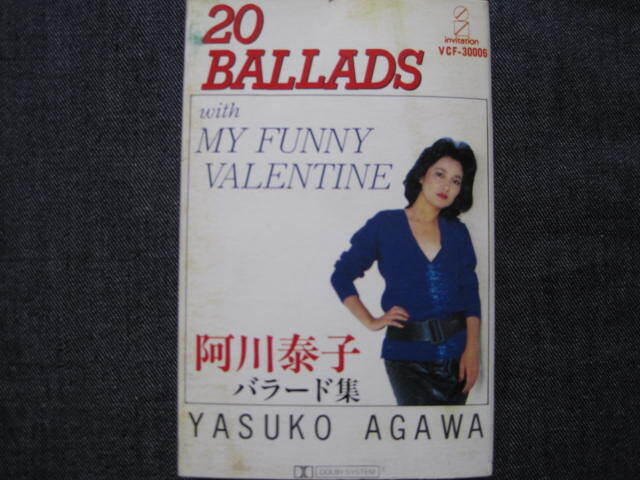 20
BALLADS
invitation
VCF-30006
with
MY FUNNY
VALENTINE
阿川泰子
バラード集
YASUKO AGAWA
DOLBY SYSTEM